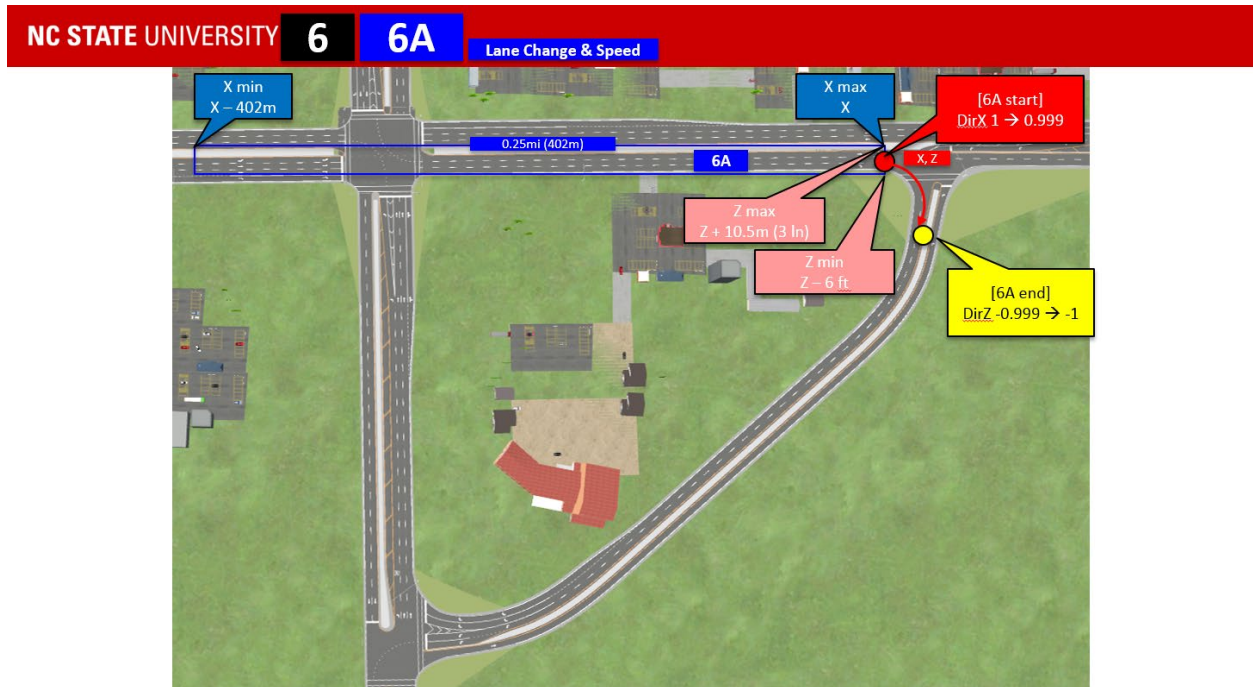 NC STATE UNIVERSITY
6
6A
Lane Change & Speed
X min
X – 402m
X max
X
[6A start]
DirX 1 → 0.999
0.25mi (402m)
6A
X, Z
Z max
Z + 10.5m (3 ln)
Z min
Z – 6 ft
[6A end]
DirZ -0.999 → -1